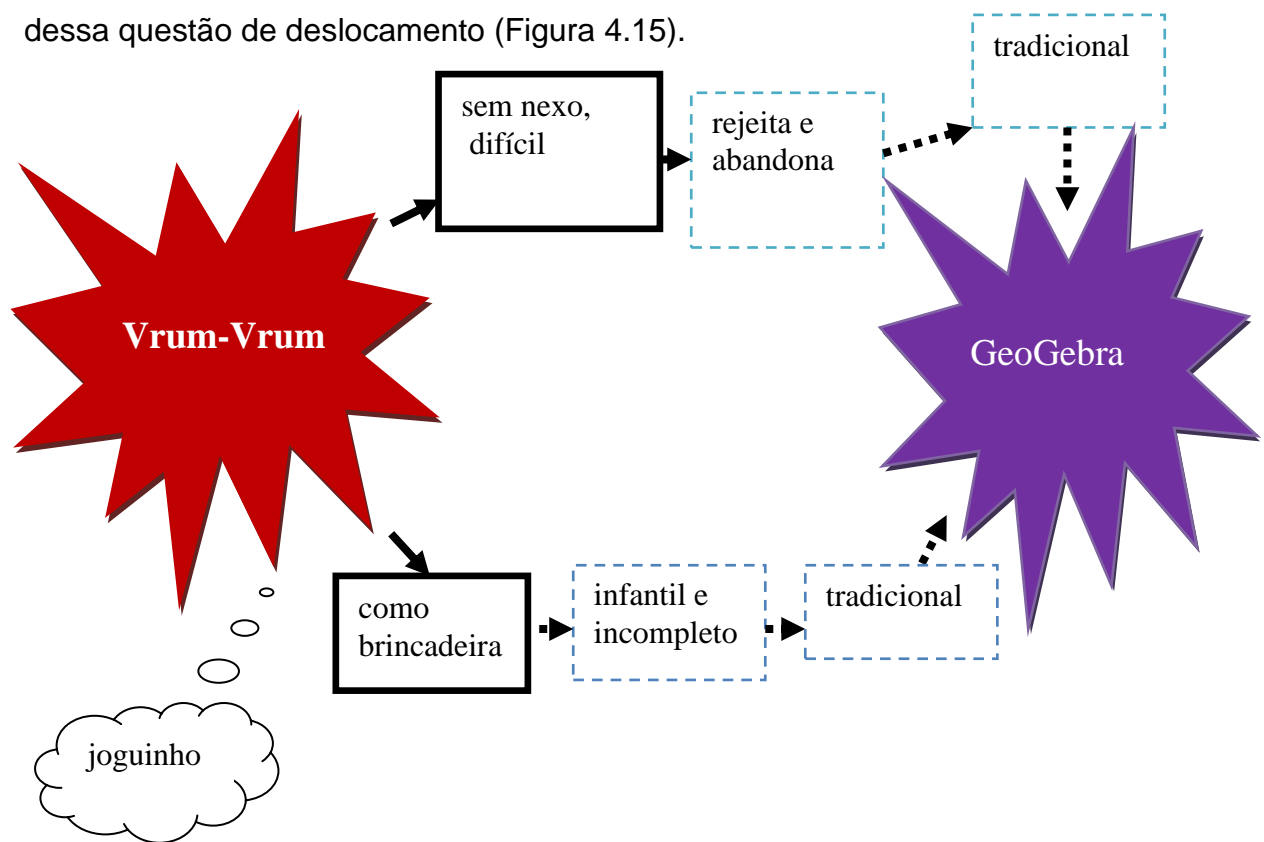 dessa questão de deslocamento (Figura 4.15).
tradicional
sem nexo,
difícil
rejeita e
abandona
Vrum-Vrum
GeoGebra
como
brincadeira
infantil e
incompleto
tradicional
joguinho